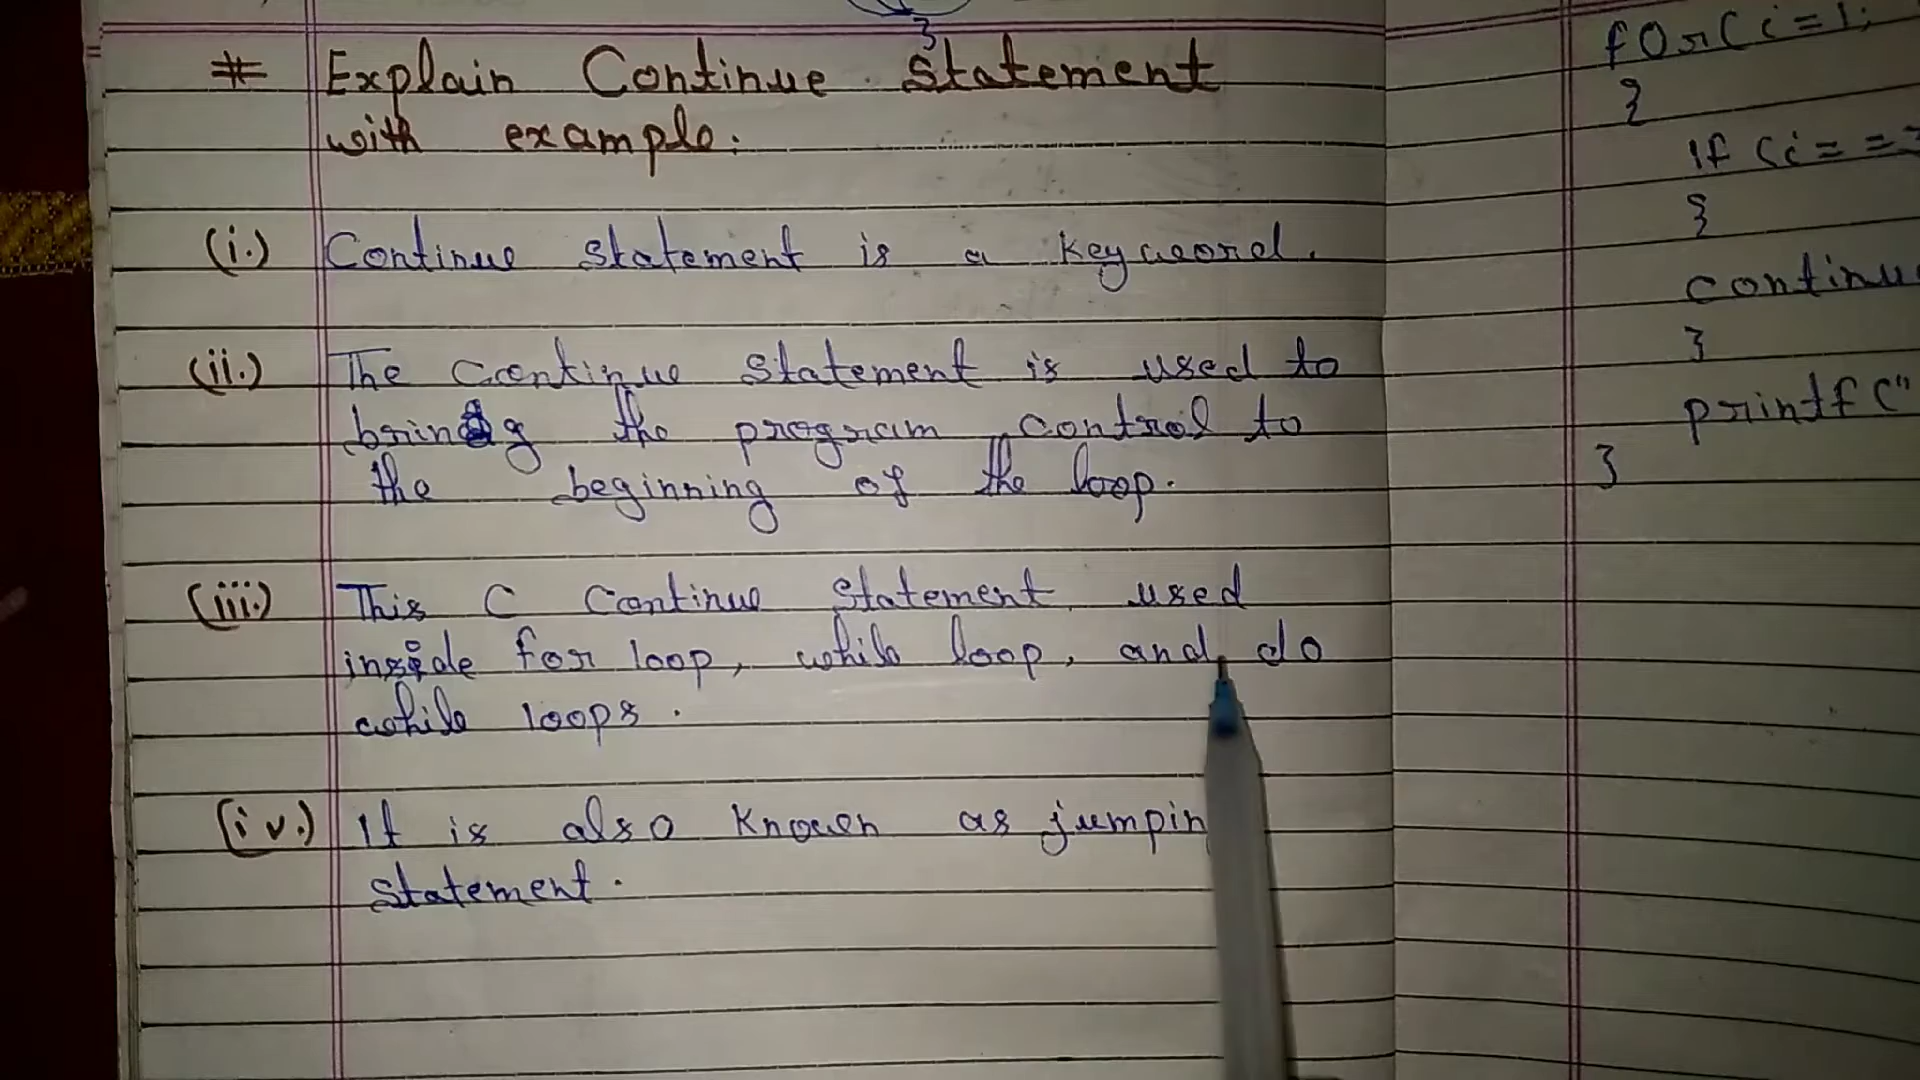 # Explain Continue Statement
with example.
(i.) Continue statement is a keyword.
(ii.) The continue statement is used to
bring the program control to
the beginning of the loop.
(iii.) This C Continue statement used
inside for loop, while loop, and do
while loops.
(iv.) It is also known as jumpin
statement.
for(i=1;
}
if (i==
}
continu
}
printf("
}